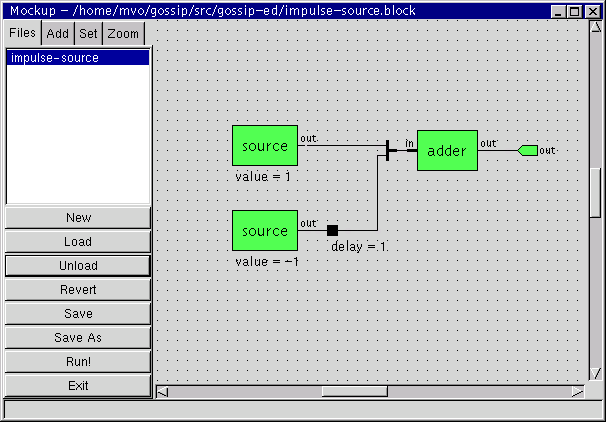 Mockup – /home/mvo/gossip/src/gossip-ed/impulse-source.block
Files Add Set Zoom
impulse-source
source out
value = 1
in adder out
out
source out
value = -1
delay = 1
New
Load
Unload
Revert
Save
Save As
Run!
Exit